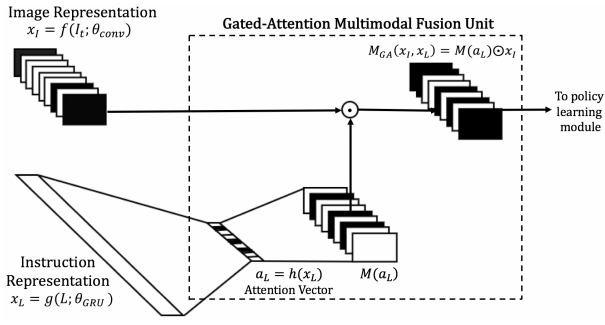 Image Representation
x_I = f(I_t; θ_conv)
Gated-Attention Multimodal Fusion Unit
M_GA(x_I, x_L) = M(a_L)⊙x_I
To policy
learning
module
Instruction
Representation
x_L = g(L; θ_GRU)
a_L = h(x_L)
Attention Vector
M(a_L)